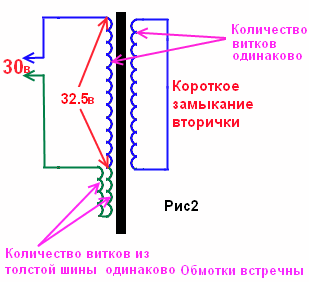 Количество
витков
одинаково
30в
32.5в
Короткое
замыкание
вторички
Рис2
Количество витков из
толстой шины одинаково Обмотки встречны